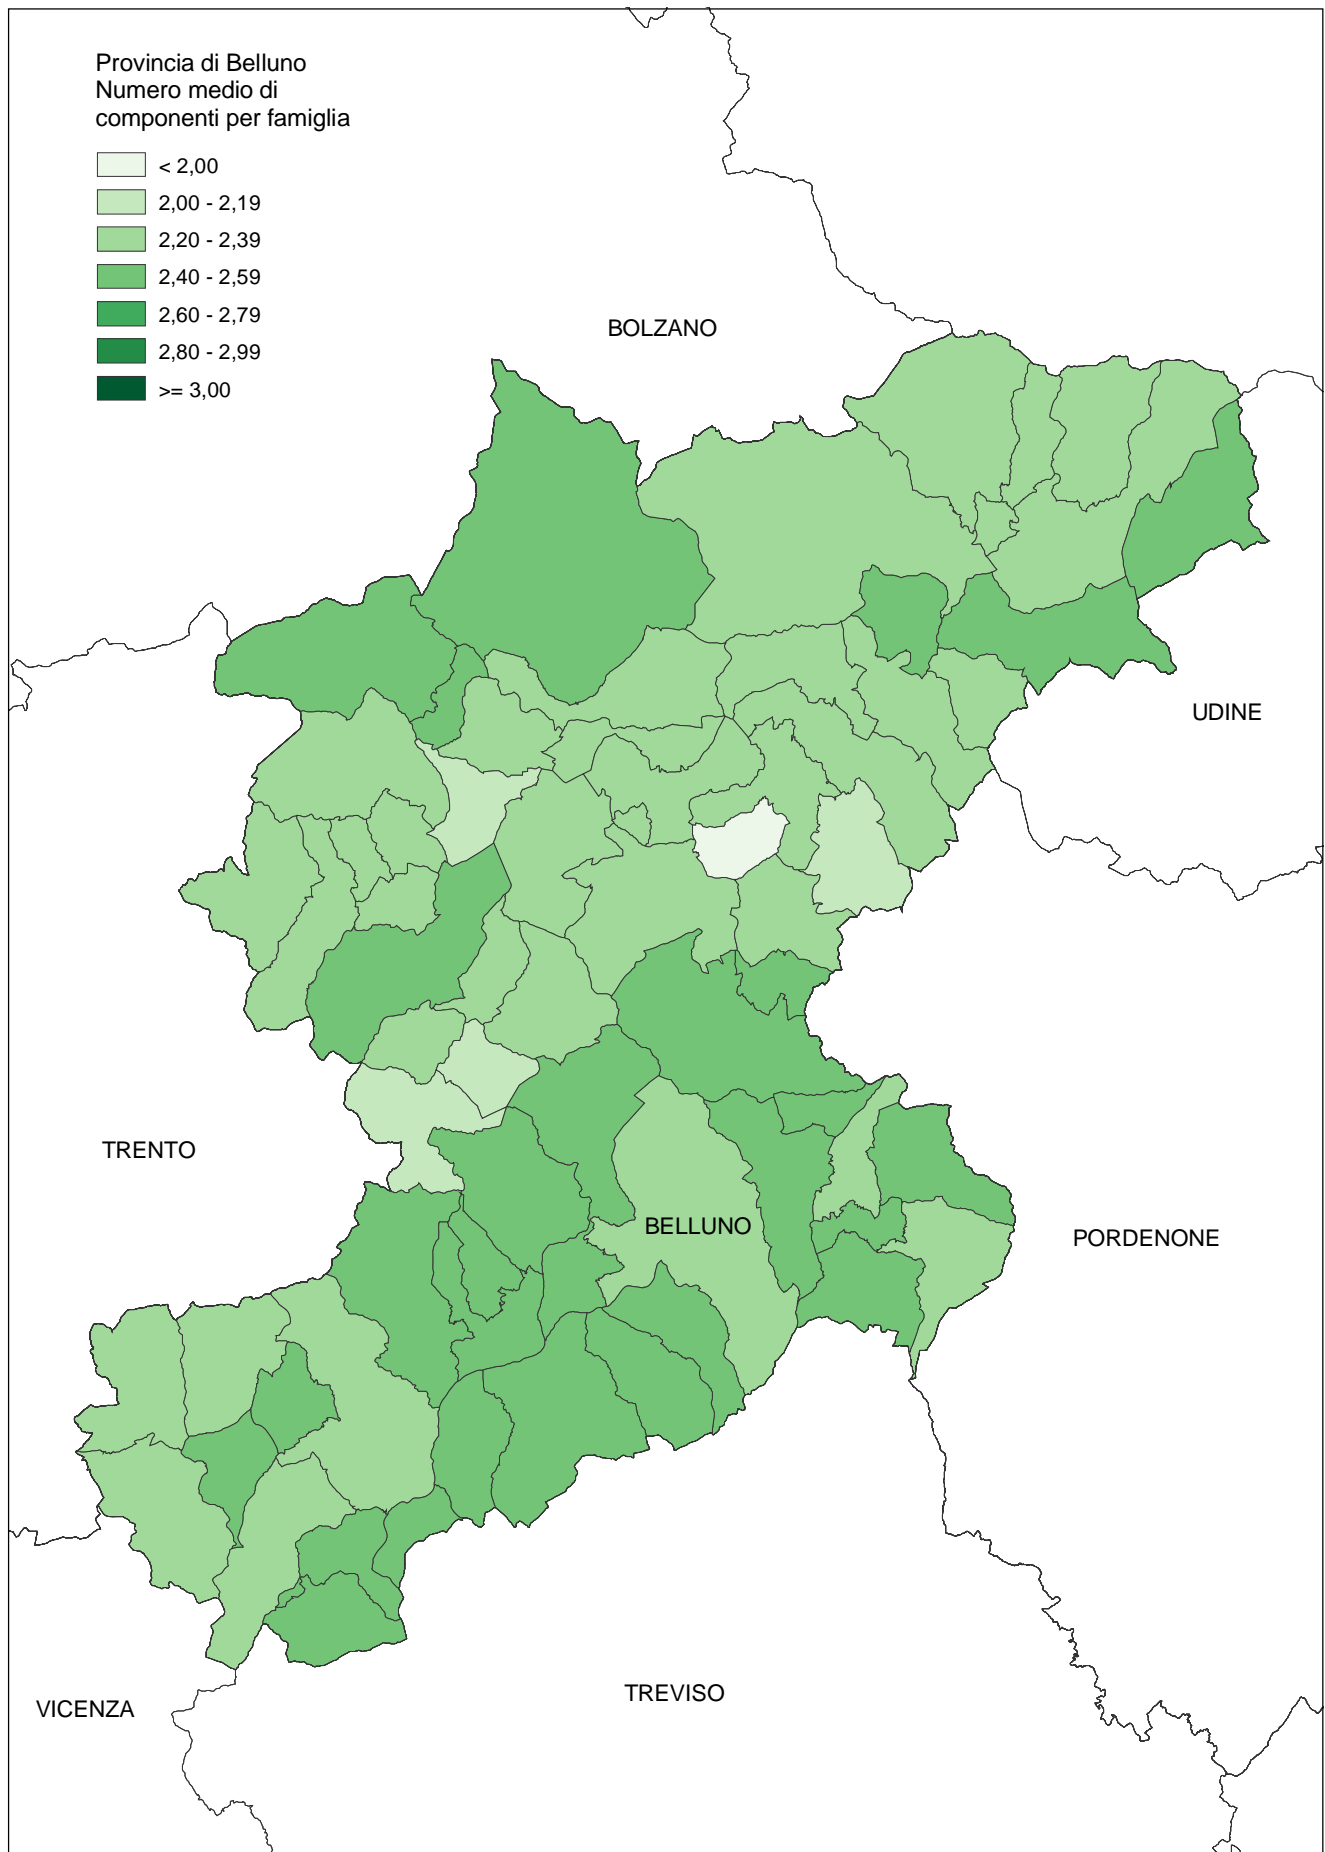 Provincia di Belluno
Numero medio di
componenti per famiglia
< 2,00
2,00 - 2,19
2,20 - 2,39
2,40 - 2,59
2,60 - 2,79
2,80 - 2,99
>= 3,00
BOLZANO
UDINE
TRENTO
BELLUNO
PORDENONE
TREVISO
VICENZA